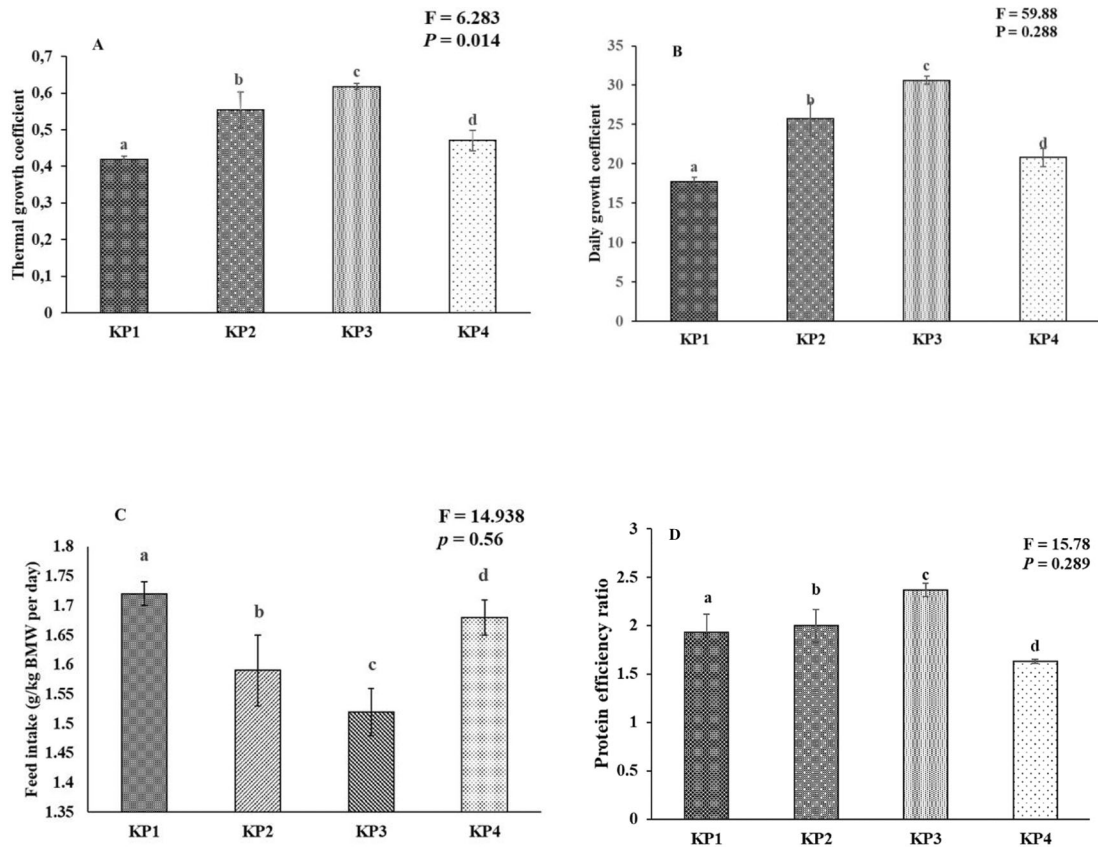 A
F = 6.283
P = 0.014
Thermal growth coefficient
0,7
0,6
0,5
0,4
0,3
0,2
0,1
0
a
b
c
d
KP1 KP2 KP3 KP4
B
F = 59.88
P = 0.288
Daily growth coefficient
35
30
25
20
15
10
5
0
a
b
c
d
KP1 KP2 KP3 KP4
C
F = 14.938
p = 0.56
Feed intake (g/kg BMW per day)
1.8
1.75
1.7
1.65
1.6
1.55
1.5
1.45
1.4
1.35
a
b
c
d
KP1 KP2 KP3 KP4
D
F = 15.78
P = 0.289
Protein efficiency ratio
3
2.5
2
1.5
1
0.5
0
a
b
c
d
KP1 KP2 KP3 KP4